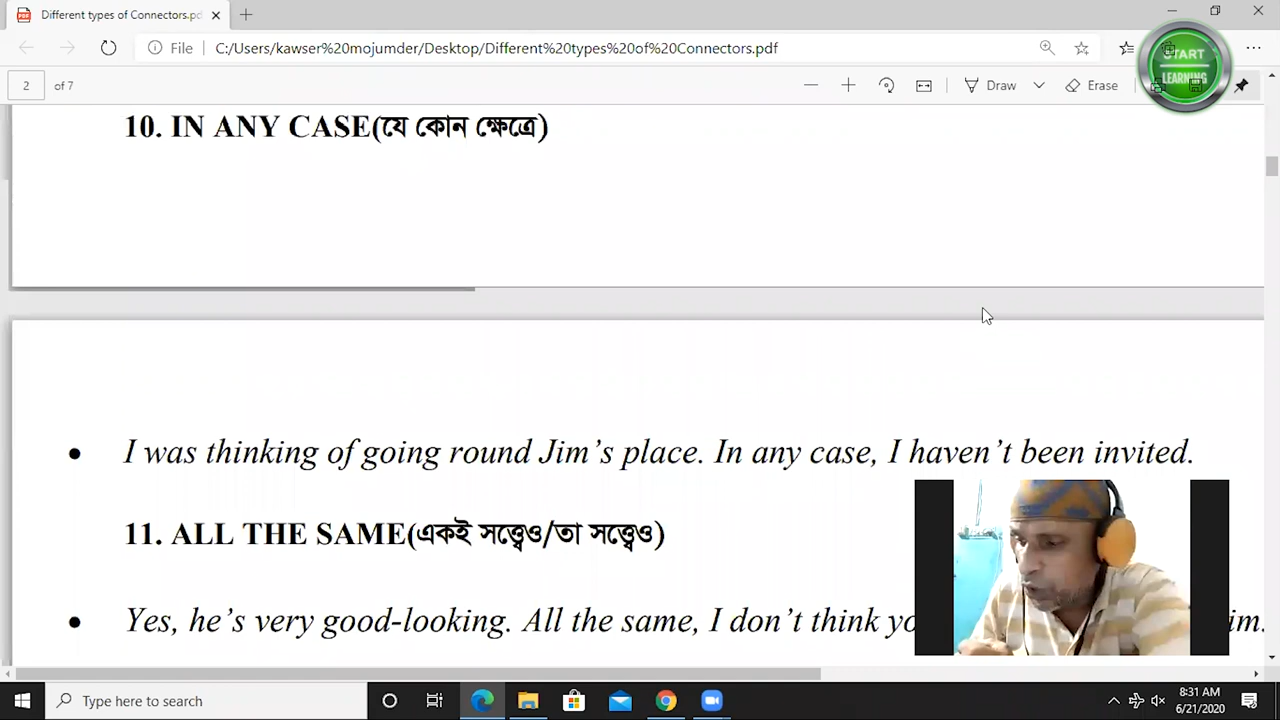 Different types of Connectors.pd
File C:/Users/kawser%20mojumder/Desktop/Different%20types%20of%20Connectors.pdf
2 of 7
Draw Erase
START
LEARNING
10. IN ANY CASE(যে কোন ক্ষেত্রে)
I was thinking of going round Jim’s place. In any case, I haven’t been invited.
11. ALL THE SAME(একই সত্ত্বেও/তা সত্ত্বেও)
Yes, he’s very good-looking. All the same, I don’t think yo im.
Type here to search
8:31 AM
6/21/2020